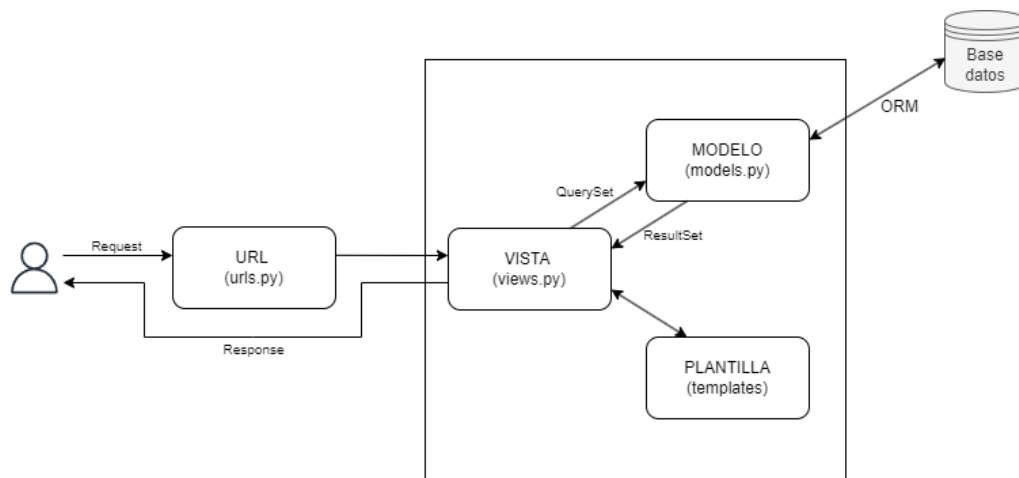 Base
datos
ORM
MODELO
(models.py)
QuerySet
ResultSet
Request
URL
(urls.py)
VISTA
(views.py)
Response
PLANTILLA
(templates)